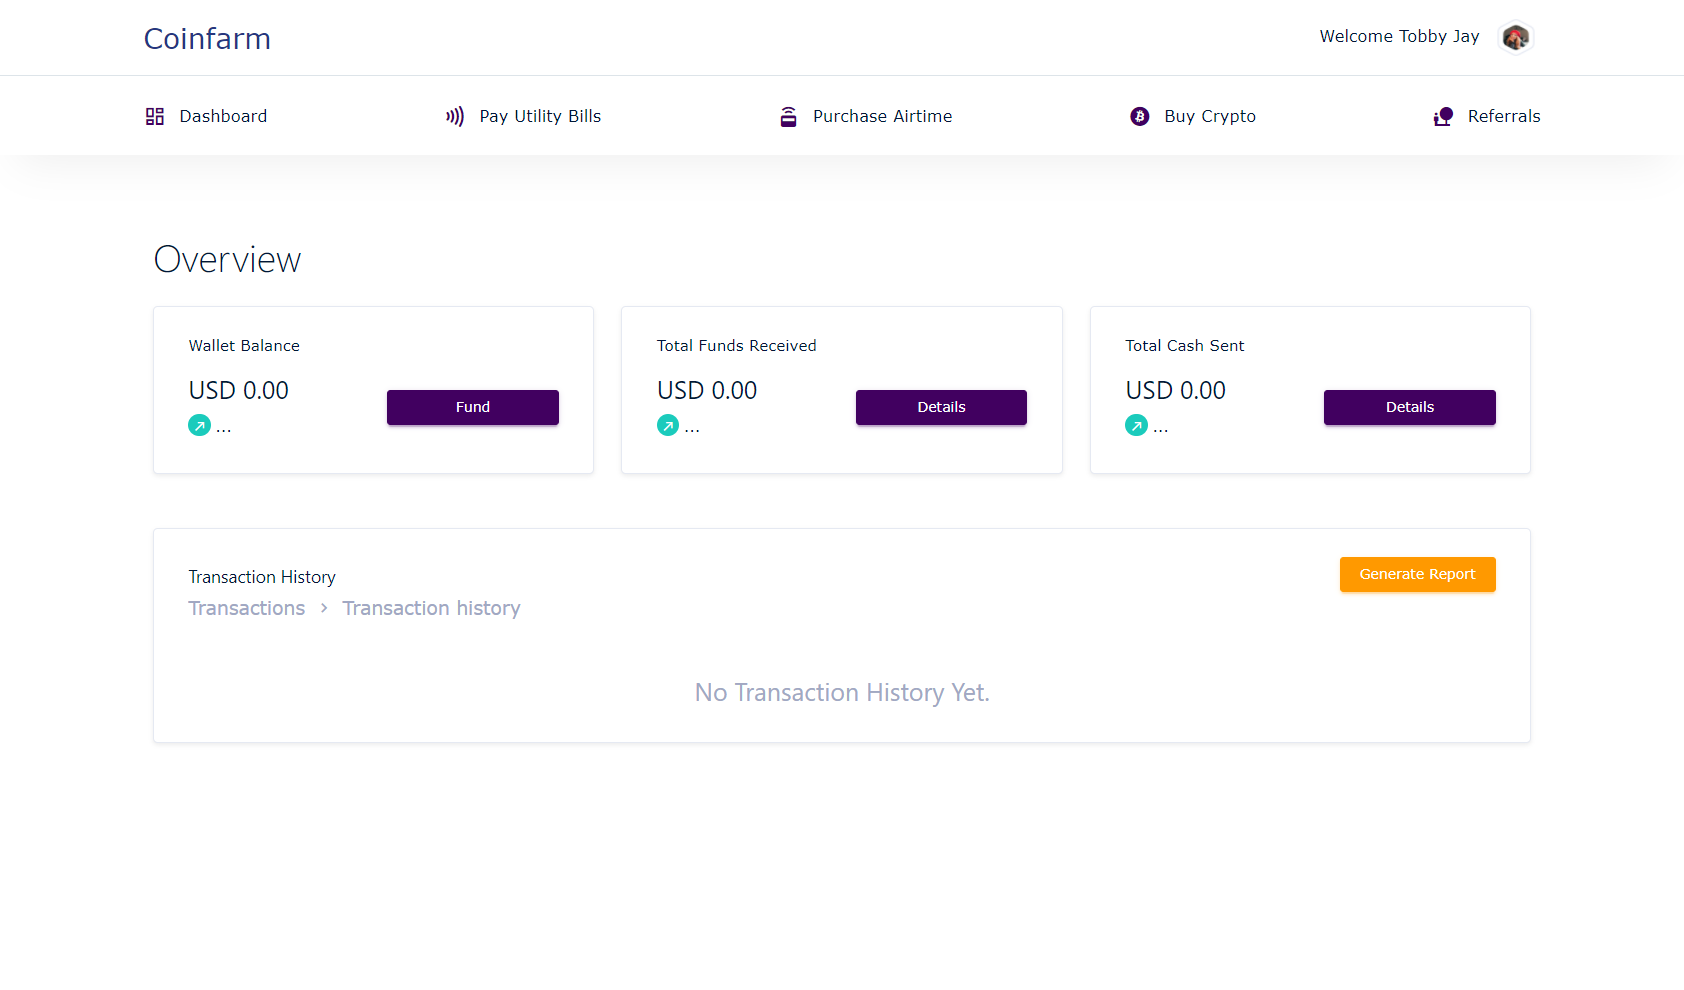 Coinfarm
Welcome Tobby Jay
Dashboard
Pay Utility Bills
Purchase Airtime
Buy Crypto
Referrals
Overview
Wallet Balance
USD 0.00
...
Fund
Total Funds Received
USD 0.00
...
Details
Total Cash Sent
USD 0.00
...
Details
Transaction History
Transactions > Transaction history
Generate Report
No Transaction History Yet.